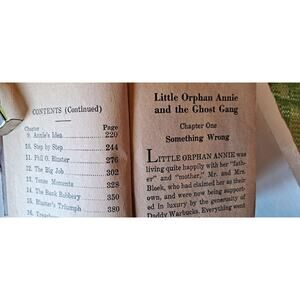 CONTENTS (Continued)
Chapter Page
9. Annie's Idea 220
10. Step by Step 244
11. Phil O. Bluster 276
12. The Big Job 302
13. Tense Moments 328
14. The Bank Robbery 350
15. Bluster's Triumph 380
16.
Little Orphan Annie
and the Ghost Gang
Chapter One
Something Wrong
LITTLE ORPHAN ANNIE was
living quite happily with her "fath-
er" and "mother," Mr. and Mrs.
Bleek, who had claimed her as their
own, and were now being support-
ed in luxury by the generosity of
Daddy Warbucks. Everything went